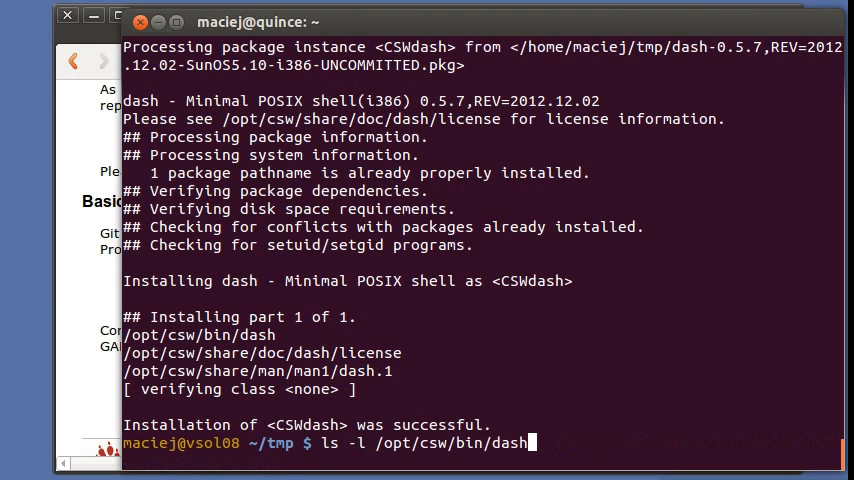 maciej@quince: ~
Processing package instance <CSWdash> from </home/maciej/tmp/dash-0.5.7,REV=2012
.12.02-SunOS5.10-i386-UNCOMMITTED.pkg>
dash - Minimal POSIX shell(i386) 0.5.7,REV=2012.12.02
Please see /opt/csw/share/doc/dash/license for license information.
## Processing package information.
## Processing system information.
1 package pathname is already properly installed.
## Verifying package dependencies.
## Verifying disk space requirements.
## Checking for conflicts with packages already installed.
## Checking for setuid/setgid programs.
Installing dash - Minimal POSIX shell as <CSWdash>
## Installing part 1 of 1.
/opt/csw/bin/dash
/opt/csw/share/doc/dash/license
/opt/csw/share/man/man1/dash.1
[ verifying class <none> ]
Installation of <CSWdash> was successful.
maciej@vsol08 ~/tmp $ ls -l /opt/csw/bin/dash
As
rep
Ple
Basic
Git
Pro
Cor
GAI